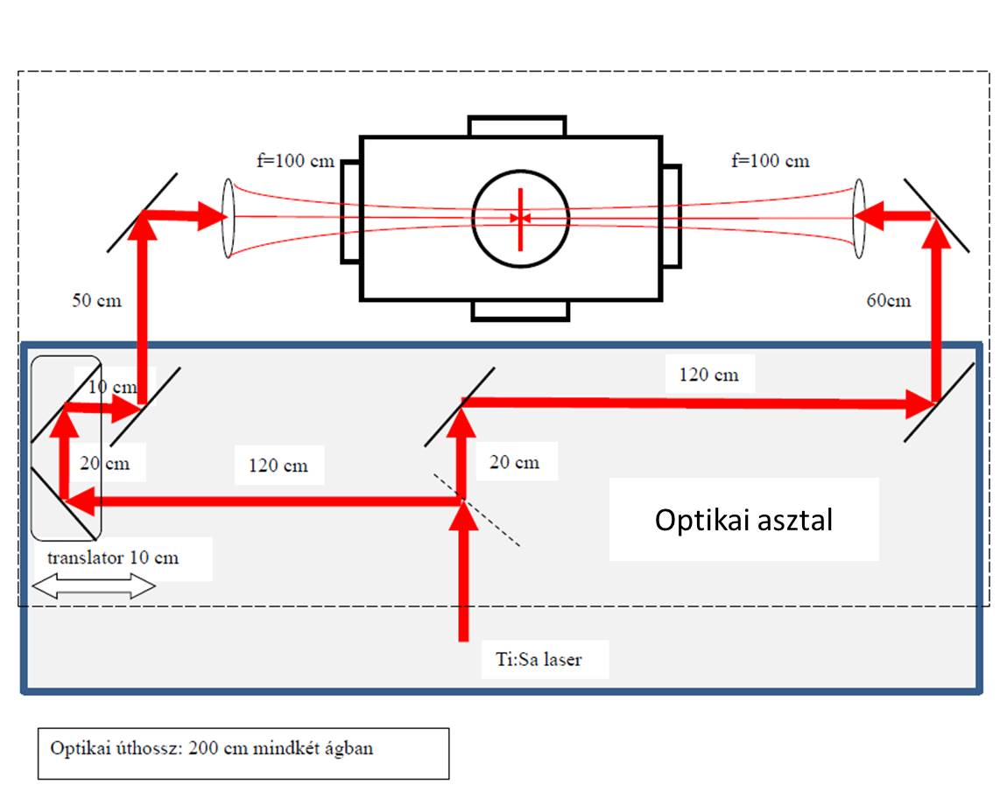 f=100 cm
f=100 cm
50 cm
60cm
120 cm
10 cm
20 cm
120 cm
20 cm
Optikai asztal
translator 10 cm
Ti:Sa laser
Optikai úthossz: 200 cm mindkét ágban